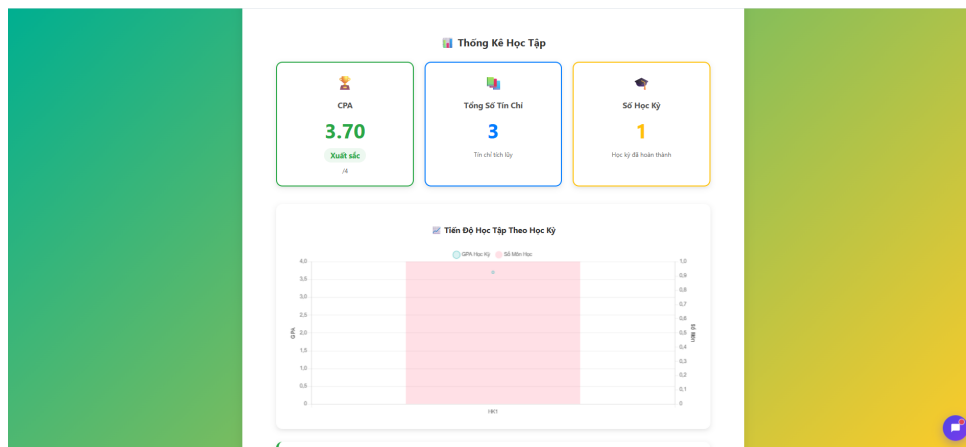 Thống Kê Học Tập
CPA
3.70
Xuất sắc
/4
Tổng Số Tín Chỉ
3
Tín chỉ tích lũy
Số Học Kỳ
1
Học kỳ đã hoàn thành
Tiến Độ Học Tập Theo Học Kỳ
GPA Học Kỳ Số Môn Học
4,0
3,5
3,0
2,5
2,0
1,5
1,0
0,5
0
GPA
1,0
0,9
0,8
0,7
0,6
0,5
0,4
0,3
0,2
0,1
0
Số Môn
HK1